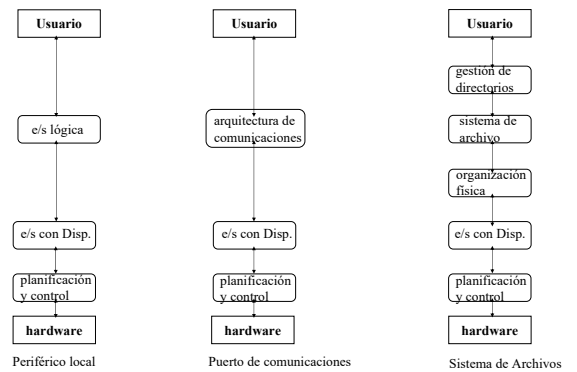 Usuario
e/s lógica
e/s con Disp.
planificación
y control
hardware
Periférico local
Usuario
arquitectura de
comunicaciones
e/s con Disp.
planificación
y control
hardware
Puerto de comunicaciones
Usuario
gestión de
directorios
sistema de
archivo
organización
física
e/s con Disp.
planificación
y control
hardware
Sistema de Archivos